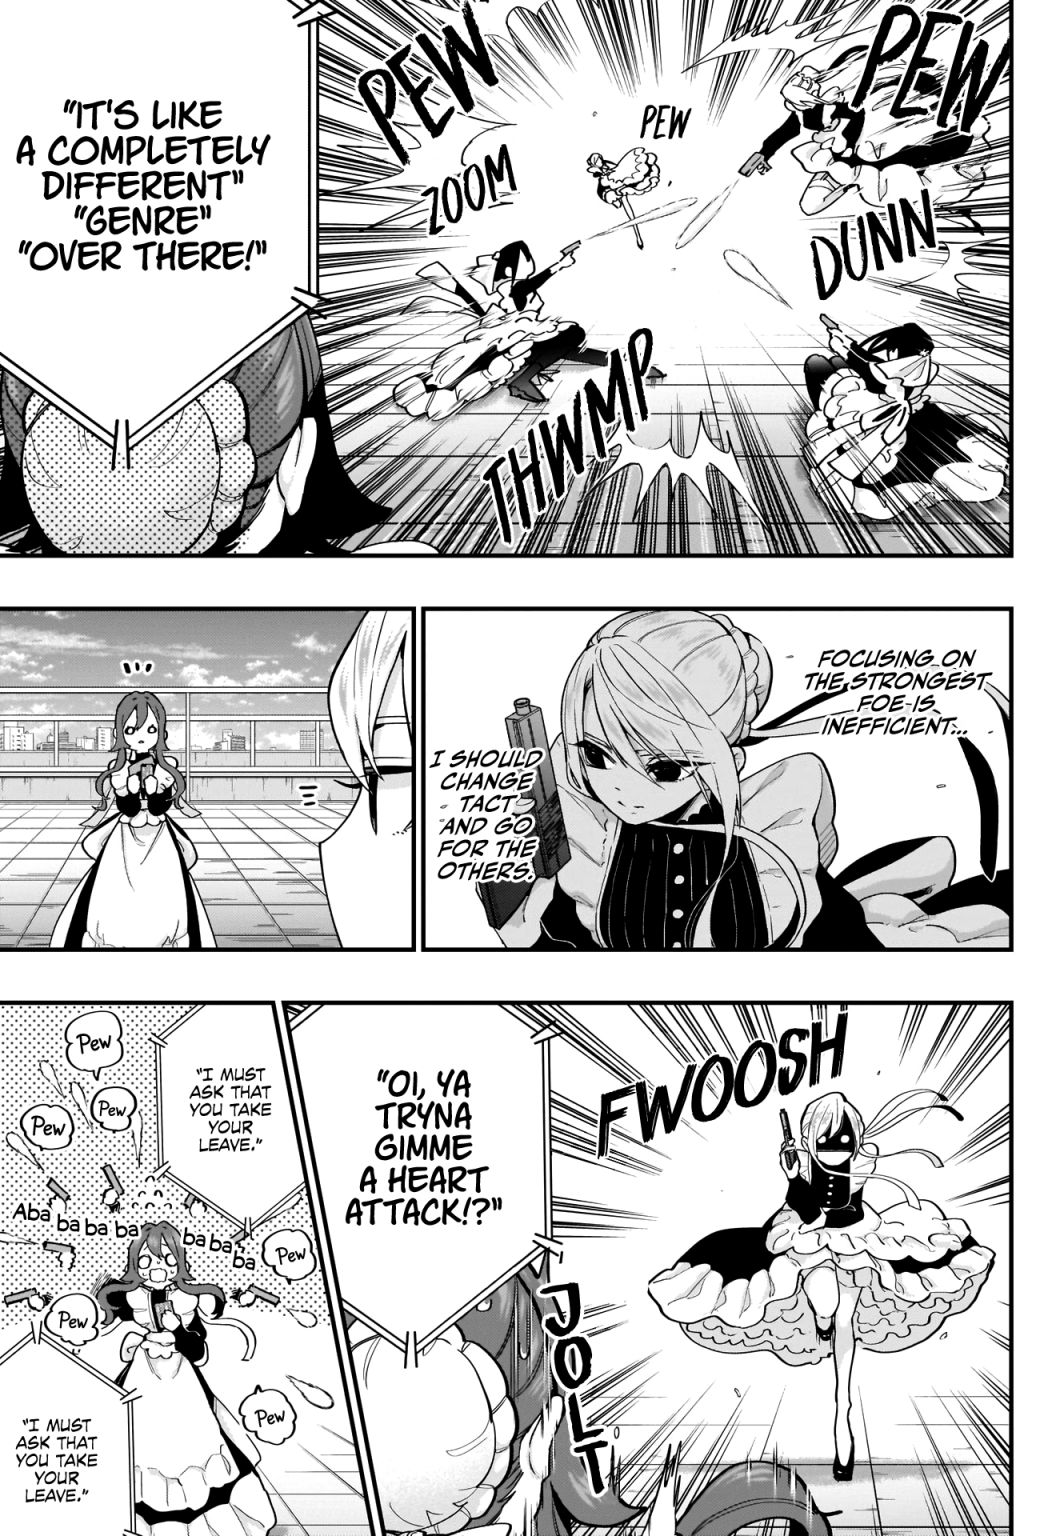 PEW
PEW
PEW
ZOOM
DUNN
THWMP
"IT'S LIKE
A COMPLETELY
DIFFERENT"
"GENRE"
"OVER THERE!"
FOCUSING ON
THE STRONGEST
FOE IS
INEFFICIENT...
I SHOULD
CHANGE
TACT
AND GO
FOR THE
OTHERS.
FWOOSH
"OI, YA
TRYNA
GIMME
A HEART
ATTACK!?"
JOLT
"I MUST
ASK THAT
YOU TAKE
YOUR
LEAVE."
Pew
Pew
Pew
Aba ba ba ba ba ba ba ba
Pew
Pew
Pew
"I MUST
ASK THAT
YOU TAKE
YOUR
LEAVE."